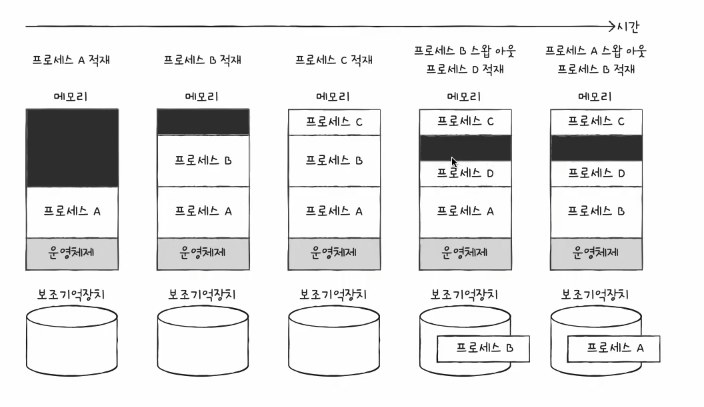 시간
프로세스 A 적재
프로세스 B 적재
프로세스 C 적재
프로세스 B 스왑 아웃
프로세스 D 적재
프로세스 A 스왑 아웃
프로세스 B 적재
메모리
메모리
메모리
메모리
메모리
프로세스 A
운영체제
프로세스 B
프로세스 A
운영체제
프로세스 C
프로세스 B
프로세스 A
운영체제
프로세스 C
프로세스 D
프로세스 A
운영체제
프로세스 C
프로세스 D
프로세스 B
운영체제
보조기억장치
보조기억장치
보조기억장치
보조기억장치
보조기억장치
프로세스 B
프로세스 A